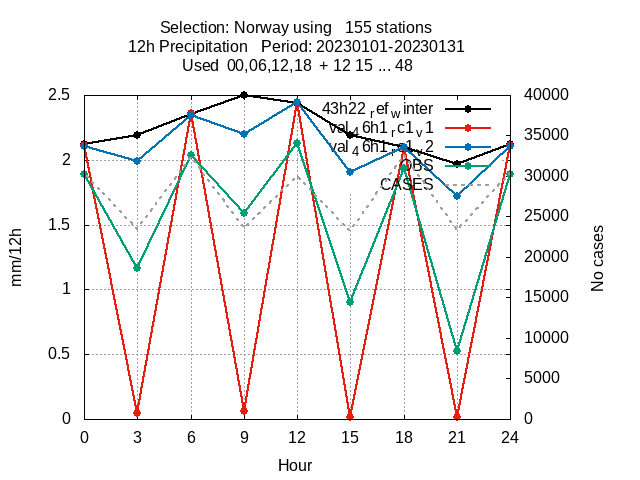 Selection: Norway using   155 stations
12h Precipitation   Period: 20230101-20230131
Used  00,06,12,18  + 12 15 ... 48
43h22_ref_winter
val_46h1_rc1_v1
val_46h1_rc1_v2
OBS
CASES
2.5
2
1.5
1
0.5
0
40000
35000
30000
25000
20000
15000
10000
5000
0
mm/12h
No cases
0 3 6 9 12 15 18 21 24
Hour